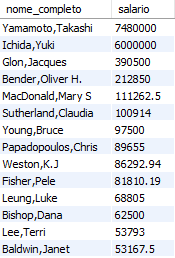 nome_completo salario
Yamamoto,Takashi 7480000
Ichida,Yuki 6000000
Glon,Jacques 390500
Bender,Oliver H. 212850
MacDonald,Mary S 111262.5
Sutherland,Claudia 100914
Young,Bruce 97500
Papadopoulos,Chris 89655
Weston,K.J 86292.94
Fisher,Pele 81810.19
Leung,Luke 68805
Bishop,Dana 62500
Lee,Terri 53793
Baldwin,Janet 53167.5